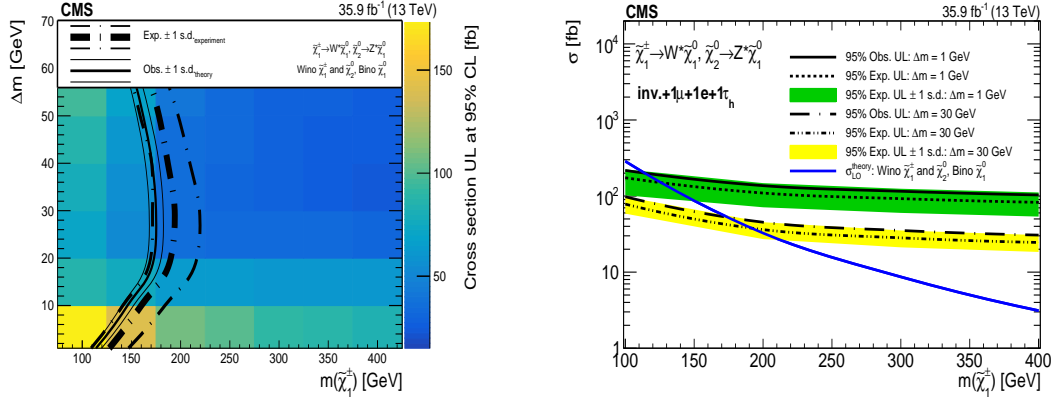 CMS
35.9 fb⁻¹ (13 TeV)
Δm [GeV]
70
60
50
40
30
20
10
Exp. ± 1 s.d.experiment
Obs. ± 1 s.d.theory
χ̃₁± → W*χ̃₁⁰, χ̃₂⁰ → Z*χ̃₁⁰
Wino χ̃₁± and χ̃₂⁰, Bino χ̃₁⁰
100 150 200 250 300 350 400
m(χ̃₁±) [GeV]
150
100
50
Cross section UL at 95% CL [fb]
CMS
35.9 fb⁻¹ (13 TeV)
σ [fb]
10⁴
10³
10²
10
1
χ̃₁± → W*χ̃₁⁰, χ̃₂⁰ → Z*χ̃₁⁰
inv.+1μ+1e+1τh
95% Obs. UL: Δm = 1 GeV
95% Exp. UL: Δm = 1 GeV
95% Exp. UL ± 1 s.d.: Δm = 1 GeV
95% Obs. UL: Δm = 30 GeV
95% Exp. UL: Δm = 30 GeV
95% Exp. UL ± 1 s.d.: Δm = 30 GeV
σ_LO^theory: Wino χ̃₁± and χ̃₂⁰, Bino χ̃₁⁰
100 150 200 250 300 350 400
m(χ̃₁±) [GeV]